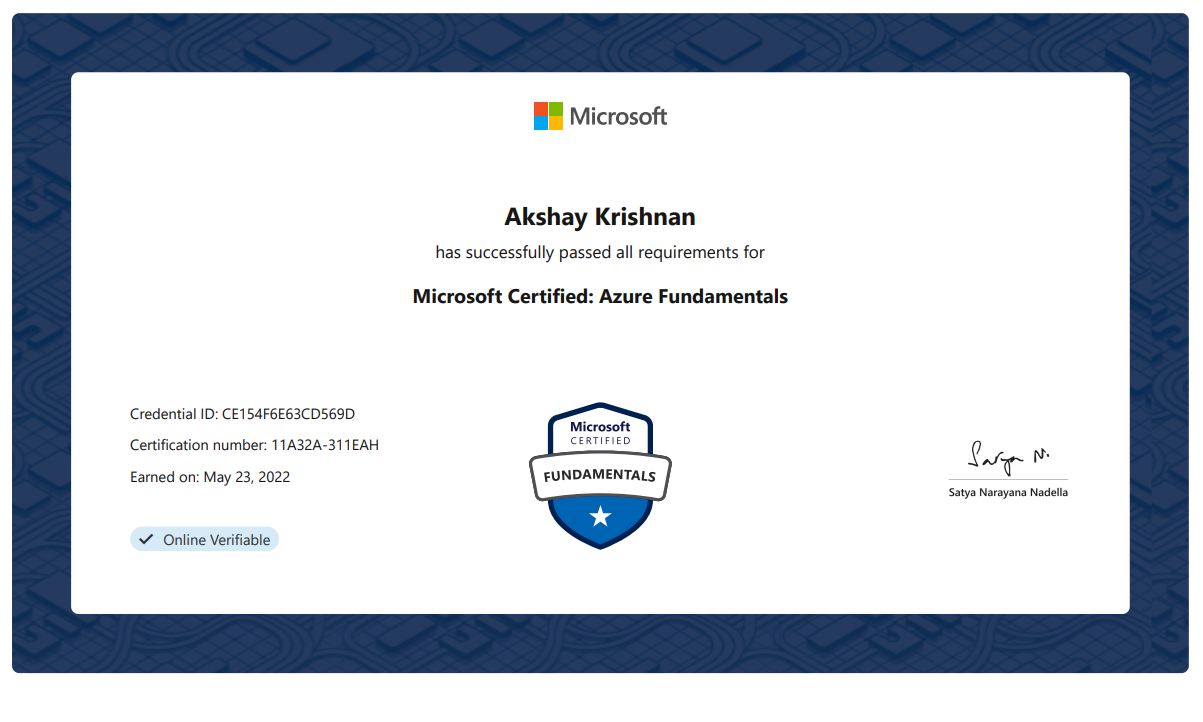 Microsoft
Akshay Krishnan
has successfully passed all requirements for
Microsoft Certified: Azure Fundamentals
Credential ID: CE154F6E63CD569D
Certification number: 11A32A-311EAH
Earned on: May 23, 2022
Online Verifiable
Microsoft
CERTIFIED
FUNDAMENTALS
Satya N.
Satya Narayana Nadella